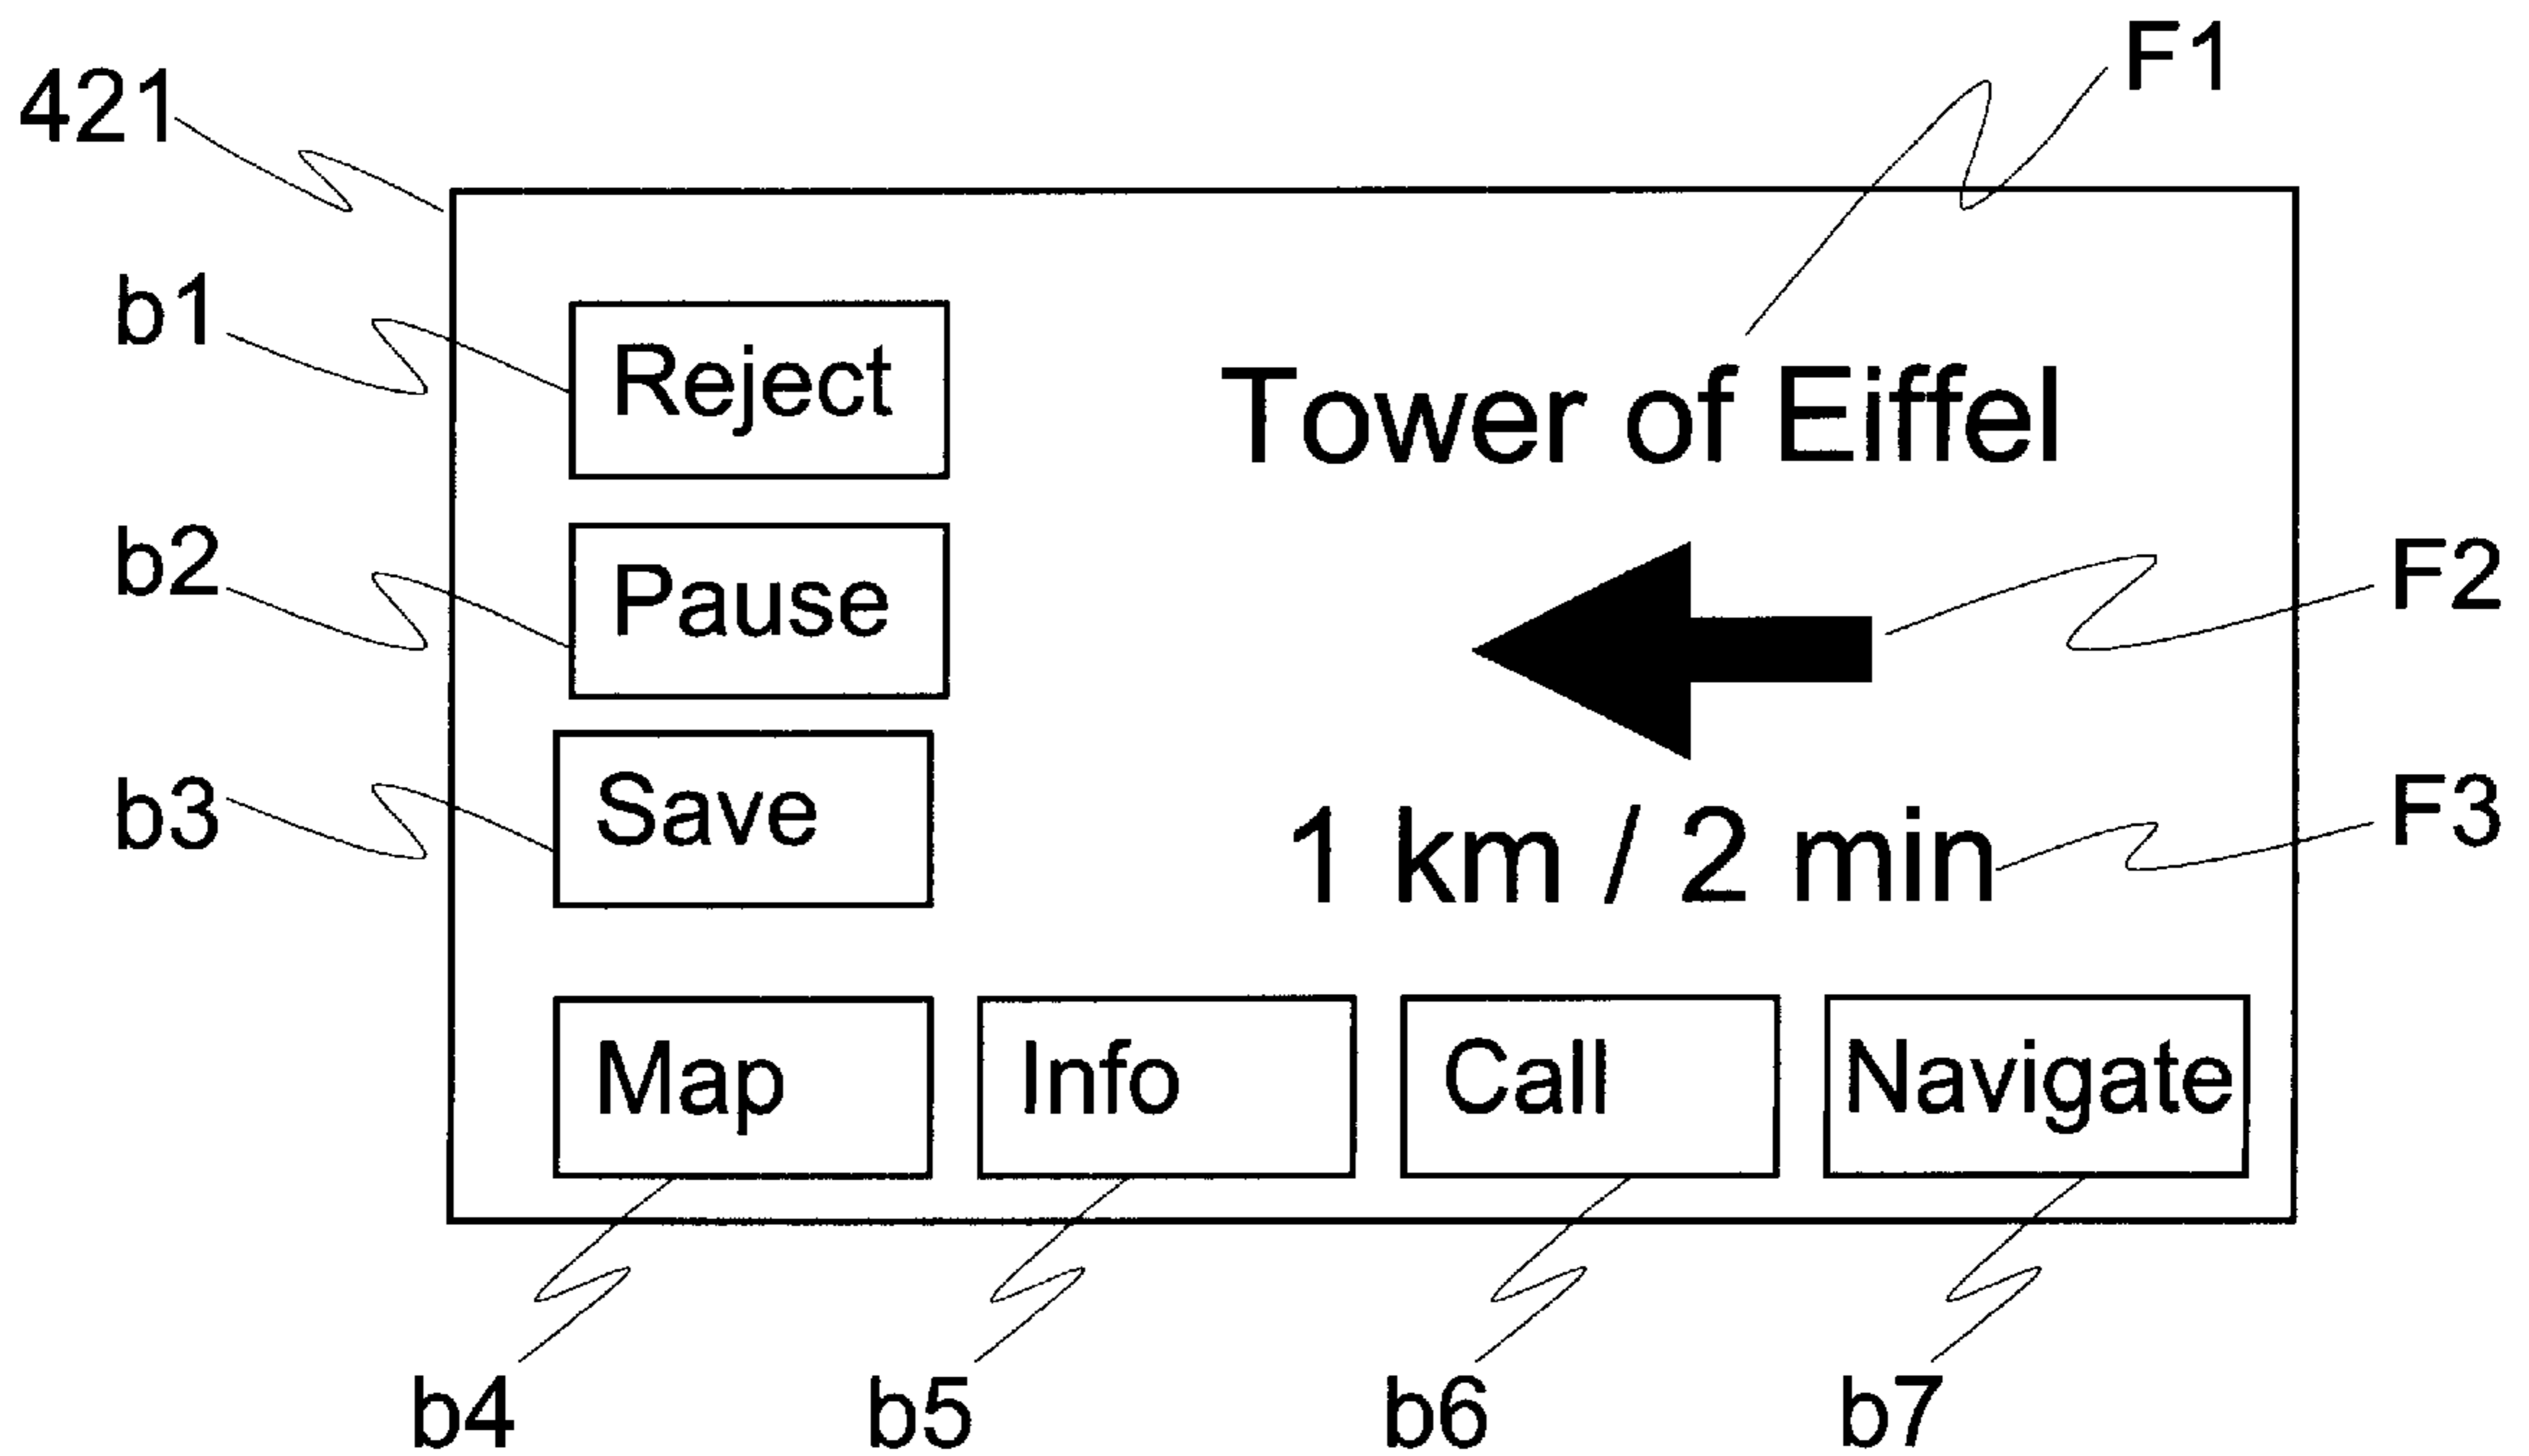 F1
421
b1
Reject
Tower of Eiffel
b2
Pause
F2
b3
Save
1 km / 2 min
F3
Map
Info
Call
Navigate
b4
b5
b6
b7